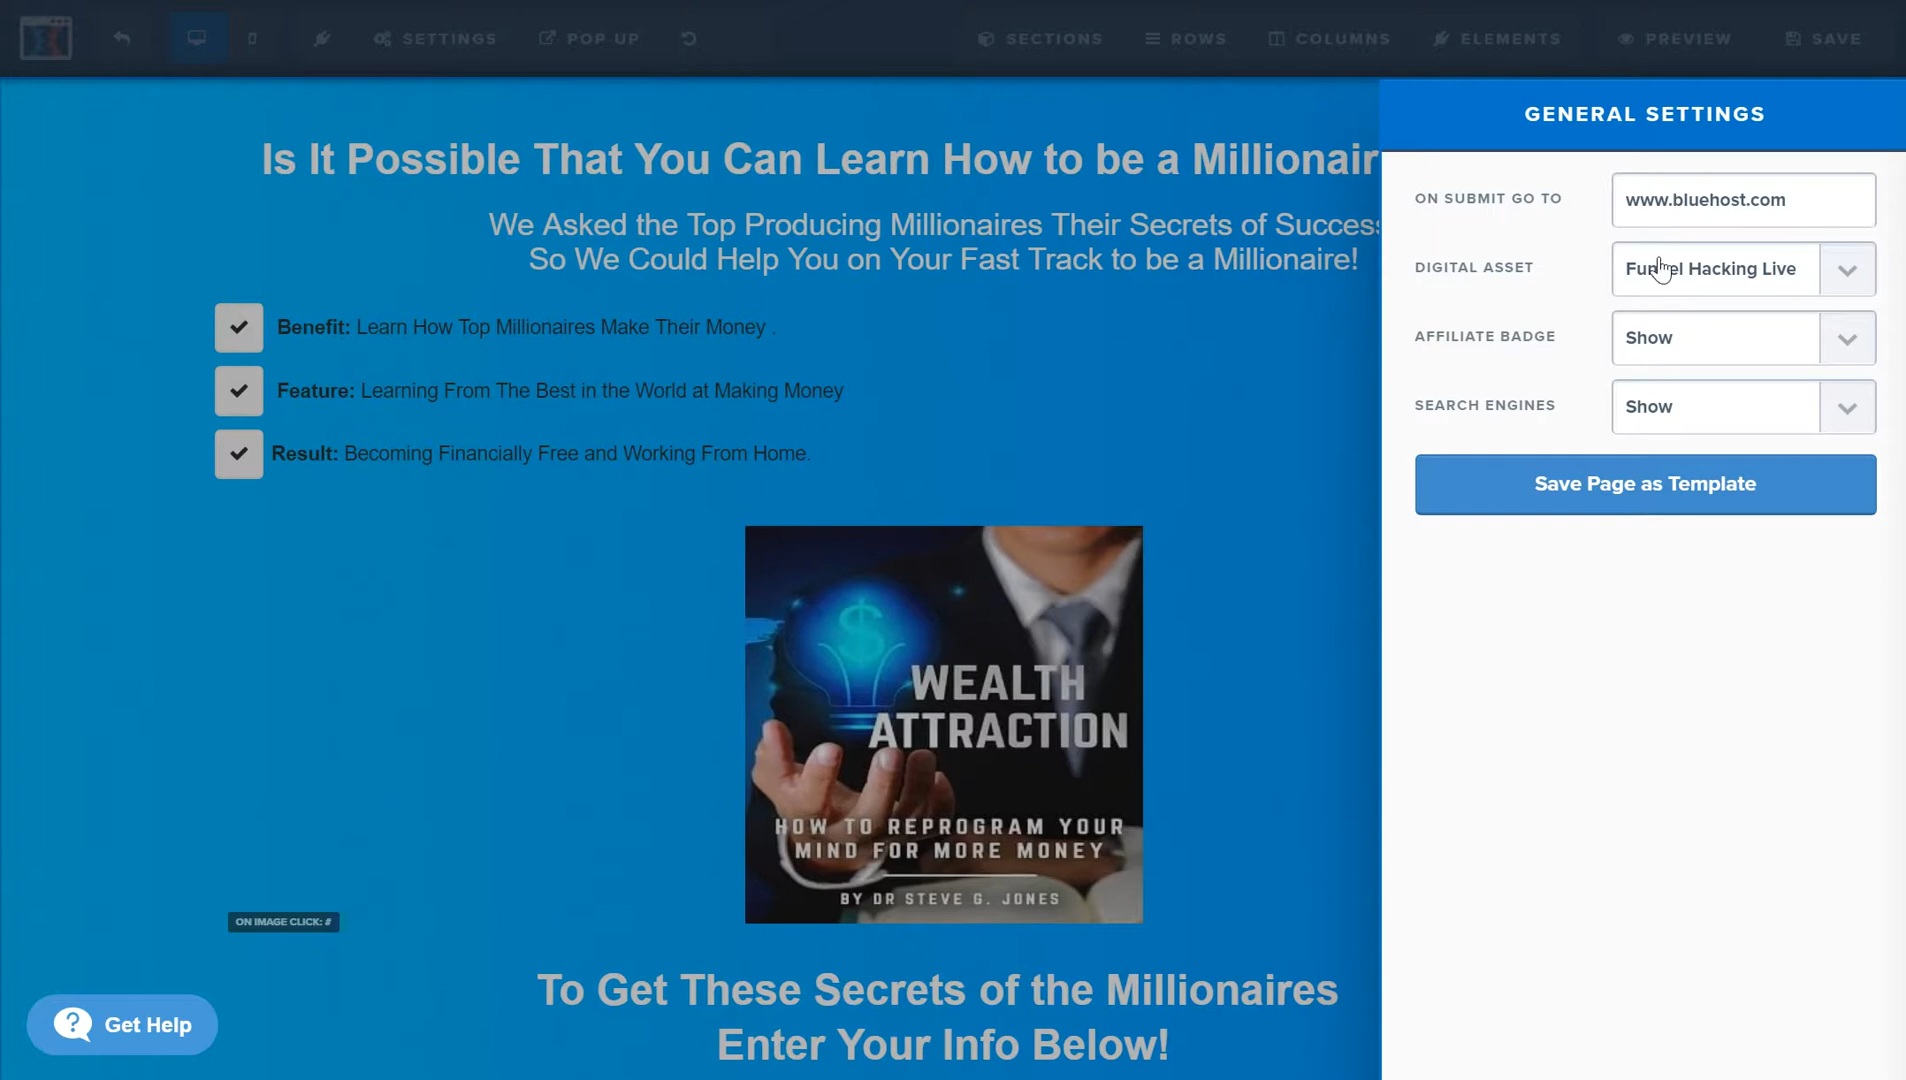 SETTINGS
POP UP
SECTIONS
ROWS
COLUMNS
ELEMENTS
PREVIEW
SAVE
GENERAL SETTINGS
ON SUBMIT GO TO
www.bluehost.com
DIGITAL ASSET
Funnel Hacking Live
AFFILIATE BADGE
Show
SEARCH ENGINES
Show
Save Page as Template
Is It Possible That You Can Learn How to be a Millionair
We Asked the Top Producing Millionaires Their Secrets of Success
So We Could Help You on Your Fast Track to be a Millionaire!
Benefit: Learn How Top Millionaires Make Their Money .
Feature: Learning From The Best in the World at Making Money
Result: Becoming Financially Free and Working From Home.
$
WEALTH
ATTRACTION
HOW TO REPROGRAM YOUR
MIND FOR MORE MONEY
BY DR STEVE G. JONES
ON IMAGE CLICK: #
To Get These Secrets of the Millionaires
Enter Your Info Below!
? Get Help